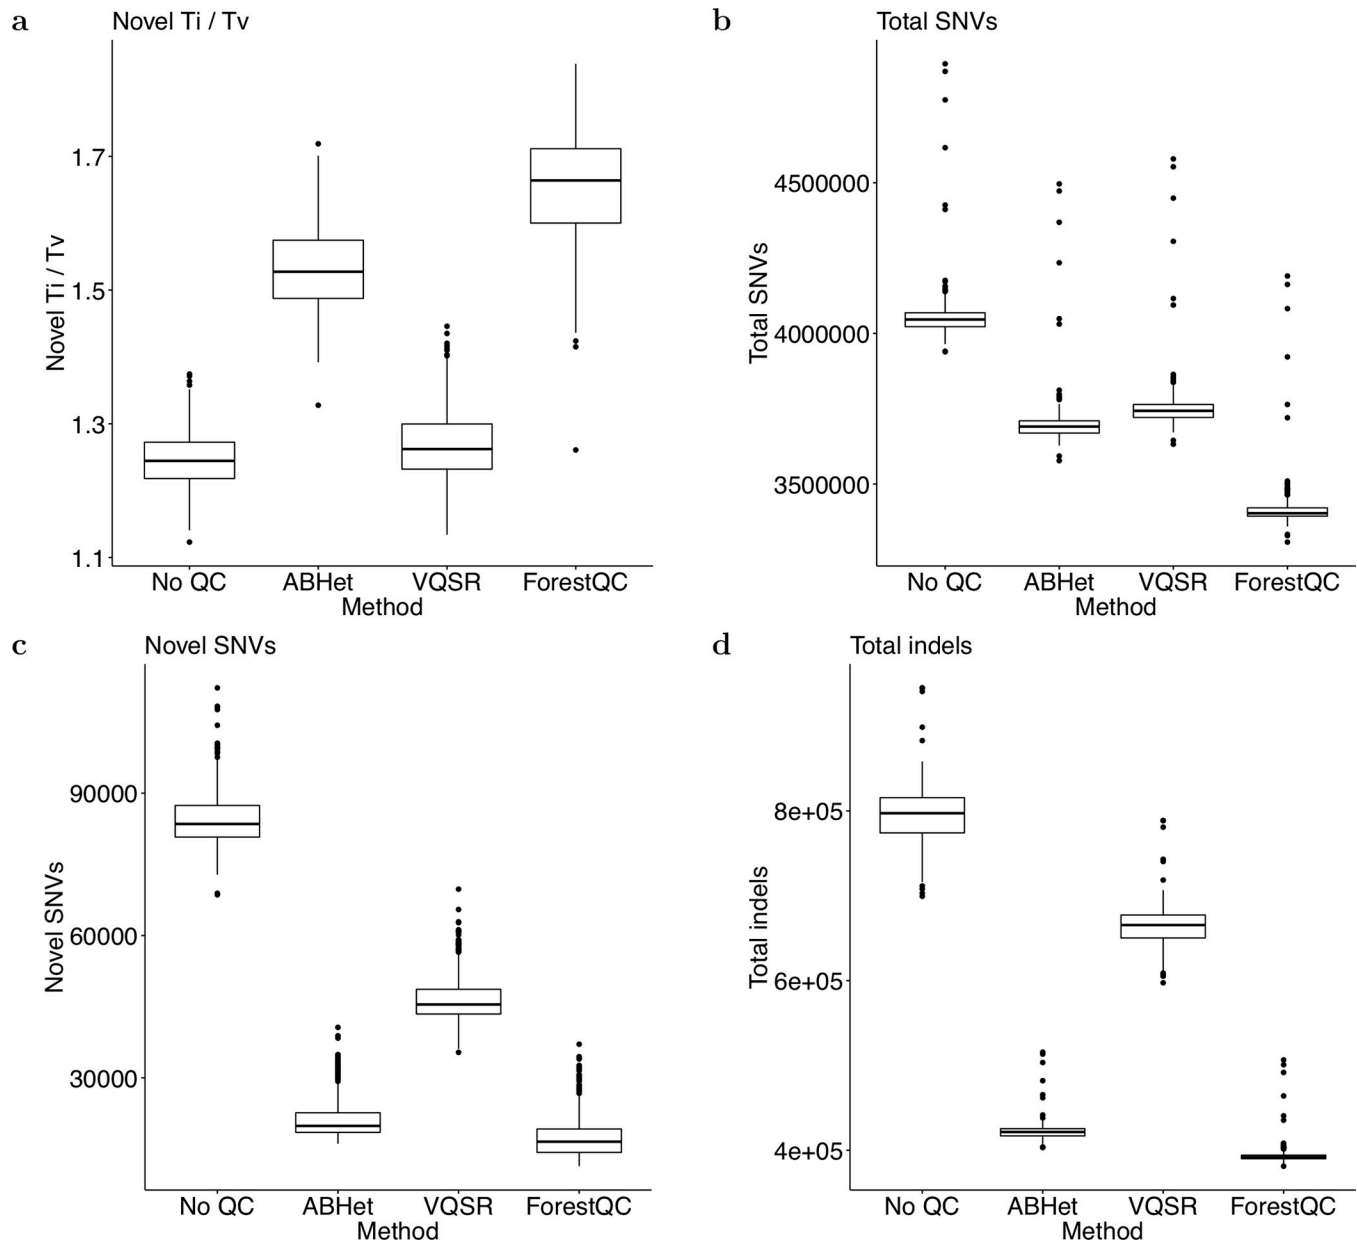 a
Novel Ti / Tv
Novel Ti / Tv
1.7
1.5
1.3
1.1
No QC ABHet VQSR ForestQC
Method
b
Total SNVs
Total SNVs
4500000
4000000
3500000
No QC ABHet VQSR ForestQC
Method
c
Novel SNVs
Novel SNVs
90000
60000
30000
No QC ABHet VQSR ForestQC
Method
d
Total indels
Total indels
8e+05
6e+05
4e+05
No QC ABHet VQSR ForestQC
Method